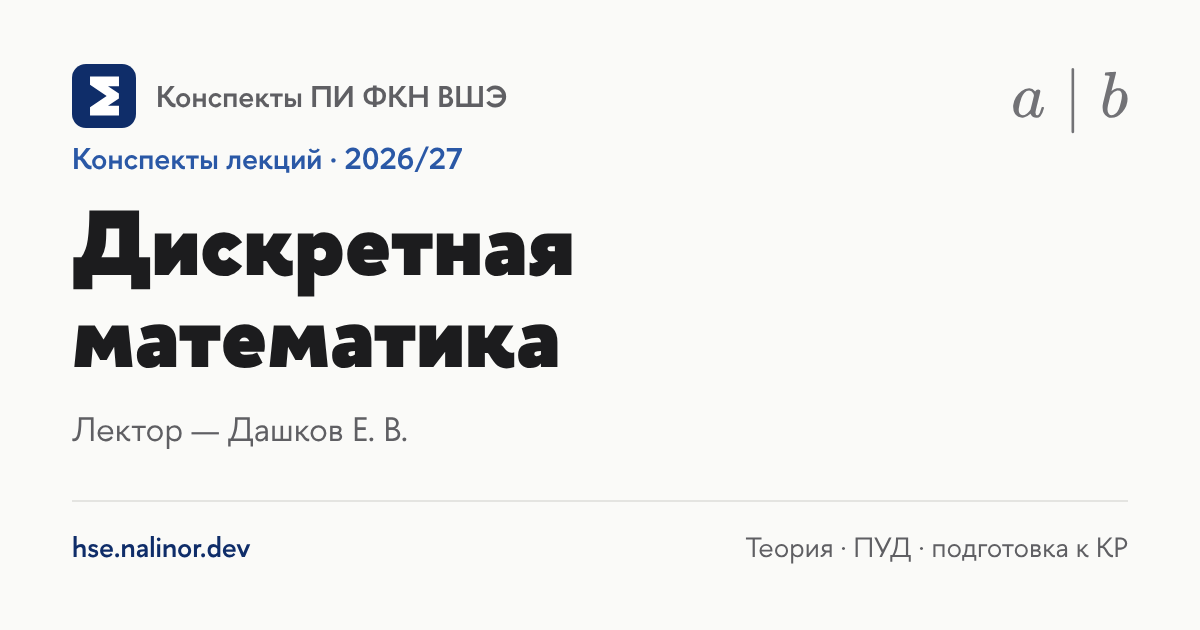 Σ Конспекты ПИ ФКН ВШЭ
a | b
Конспекты лекций · 2026/27
Дискретная
математика
Лектор — Дашков Е. В.
hse.nalinor.dev
Теория · ПУД · подготовка к КР